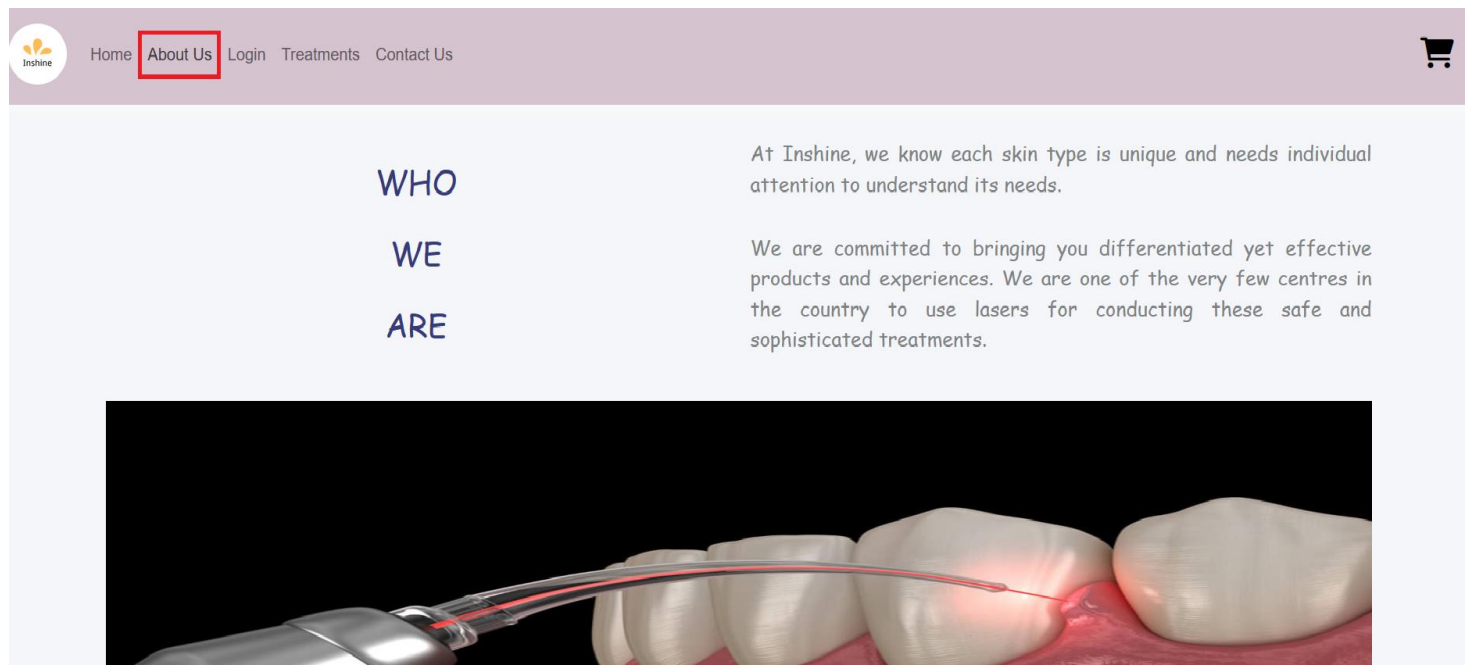 Inshine
Home About Us Login Treatments Contact Us
WHO
WE
ARE
At Inshine, we know each skin type is unique and needs individual
attention to understand its needs.
We are committed to bringing you differentiated yet effective
products and experiences. We are one of the very few centres in
the country to use lasers for conducting these safe and
sophisticated treatments.